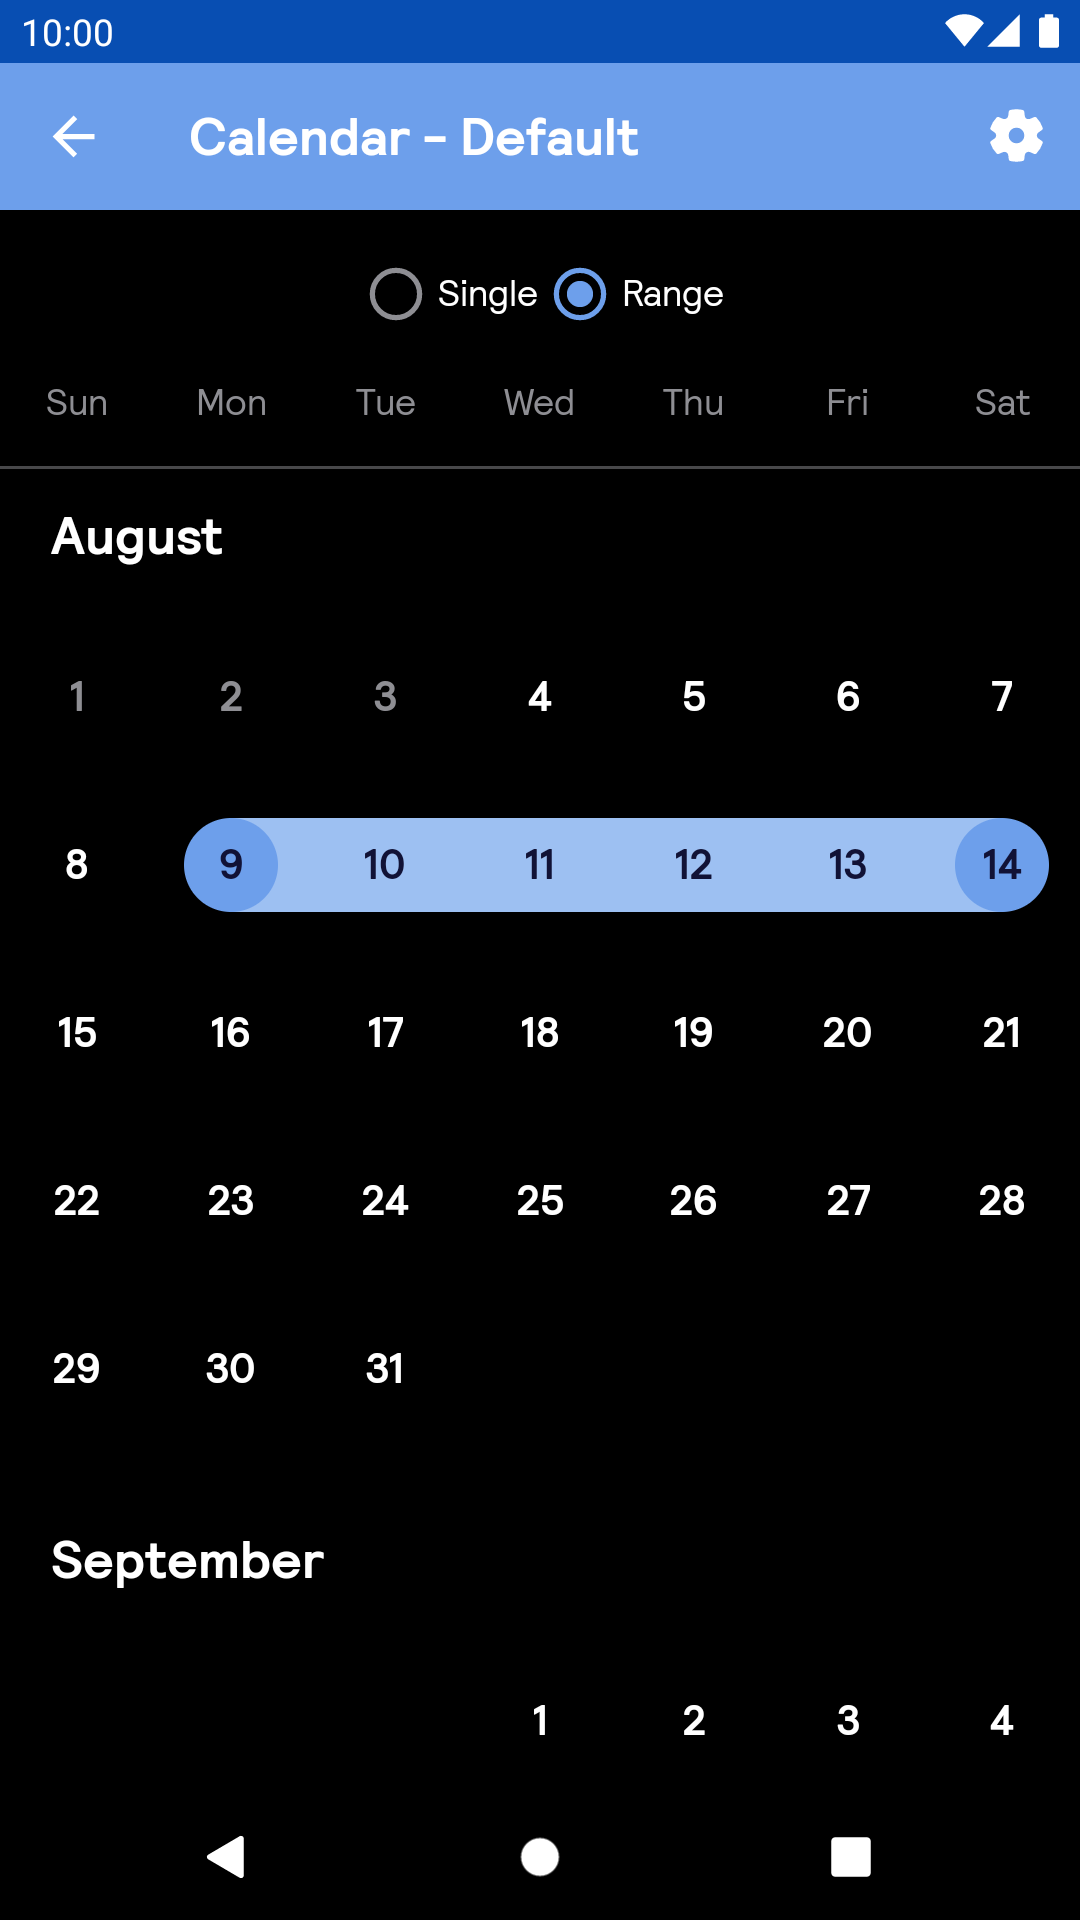 10:00
Calendar - Default
Single Range
Sun Mon Tue Wed Thu Fri Sat
August
1 2 3 4 5 6 7
8 9 10 11 12 13 14
15 16 17 18 19 20 21
22 23 24 25 26 27 28
29 30 31
September
1 2 3 4